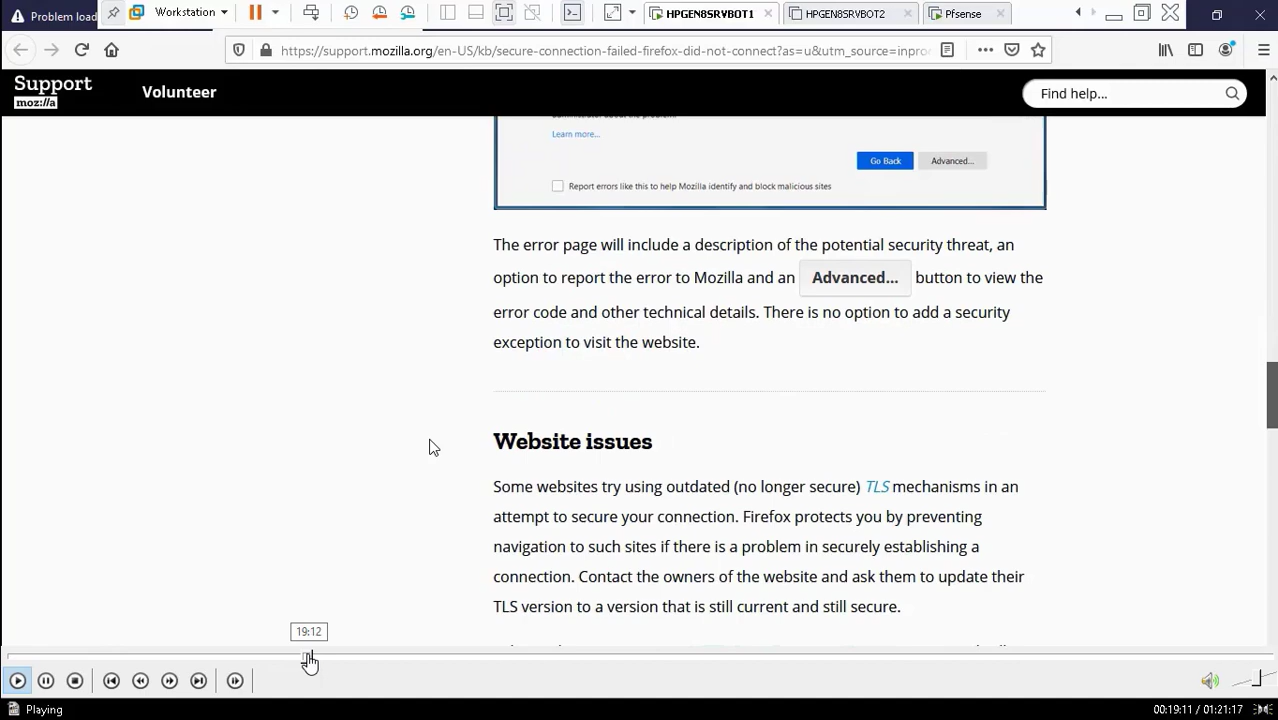 Problem load
Workstation
HPGEN8SRVBOT1
HPGEN8SRVBOT2
Pfsense
https://support.mozilla.org/en-US/kb/secure-connection-failed-firefox-did-not-connect?as=u&utm_source=inpro
Support
moz://a
Volunteer
Find help...
Learn more...
Go Back
Advanced...
Report errors like this to help Mozilla identify and block malicious sites
The error page will include a description of the potential security threat, an
option to report the error to Mozilla and an Advanced... button to view the
error code and other technical details. There is no option to add a security
exception to visit the website.
Website issues
Some websites try using outdated (no longer secure) TLS mechanisms in an
attempt to secure your connection. Firefox protects you by preventing
navigation to such sites if there is a problem in securely establishing a
connection. Contact the owners of the website and ask them to update their
TLS version to a version that is still current and still secure.
19:12
Playing
00:19:11 / 01:21:17